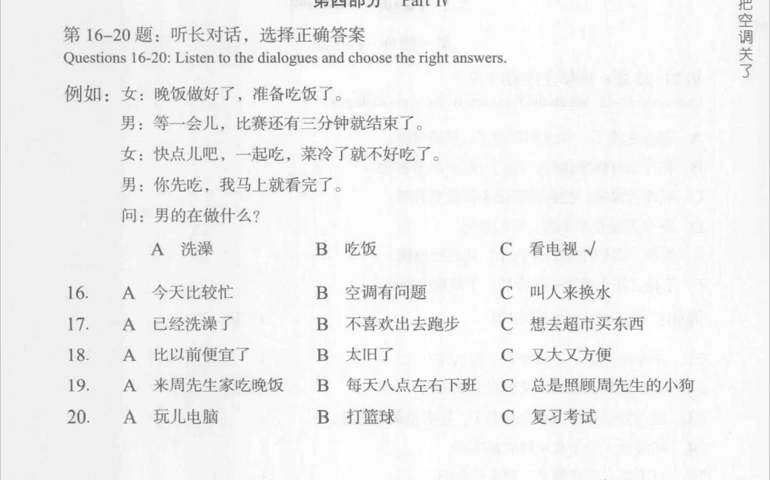 第四部分 Part IV
第 16–20 题：听长对话，选择正确答案
Questions 16-20: Listen to the dialogues and choose the right answers.
例如：女：晚饭做好了，准备吃饭了。
男：等一会儿，比赛还有三分钟就结束了。
女：快点儿吧，一起吃，菜冷了就不好吃了。
男：你先吃，我马上就看完了。
问：男的在做什么？
A 洗澡 B 吃饭 C 看电视 √
16. A 今天比较忙 B 空调有问题 C 叫人来换水
17. A 已经洗澡了 B 不喜欢出去跑步 C 想去超市买东西
18. A 比以前便宜了 B 太旧了 C 又大又方便
19. A 来周先生家吃晚饭 B 每天八点左右下班 C 总是照顾周先生的小狗
20. A 玩儿电脑 B 打篮球 C 复习考试
把空调关了